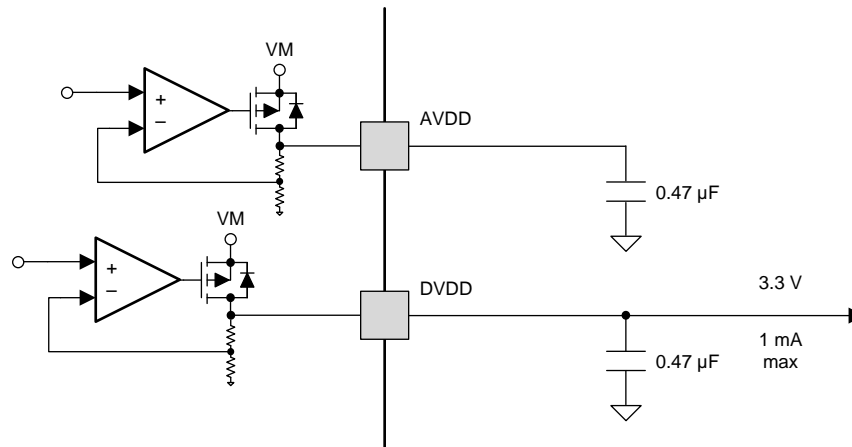 VM
+
−
AVDD
0.47 µF
VM
+
−
DVDD
3.3 V
1 mA
max
0.47 µF